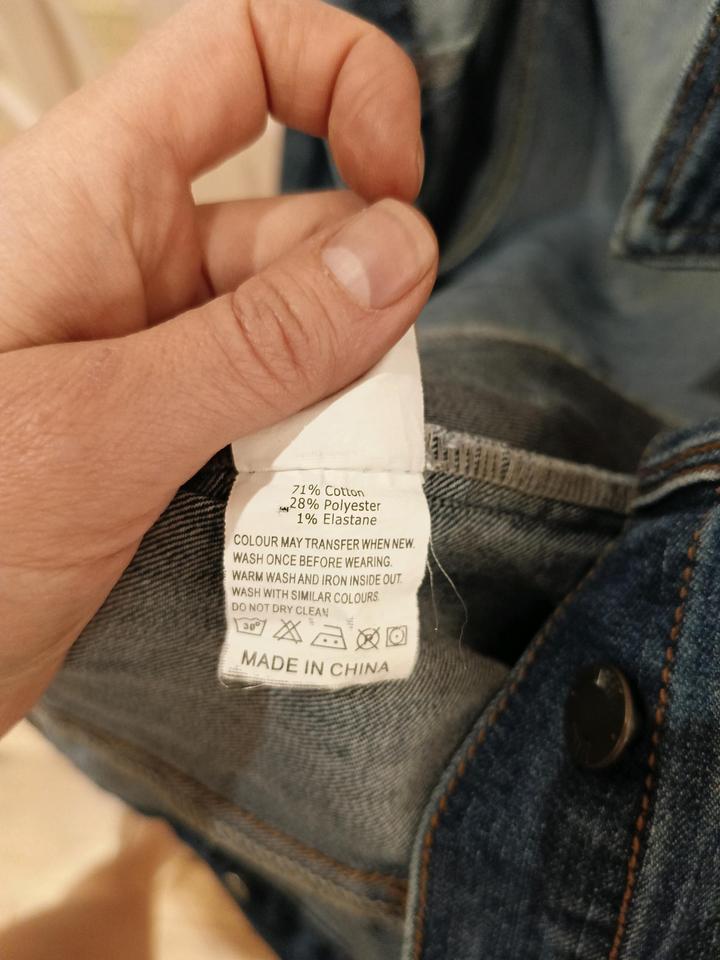 71% Cotton
28% Polyester
1% Elastane
COLOUR MAY TRANSFER WHEN NEW.
WASH ONCE BEFORE WEARING.
WARM WASH AND IRON INSIDE OUT.
WASH WITH SIMILAR COLOURS.
DO NOT DRY CLEAN
30°
MADE IN CHINA